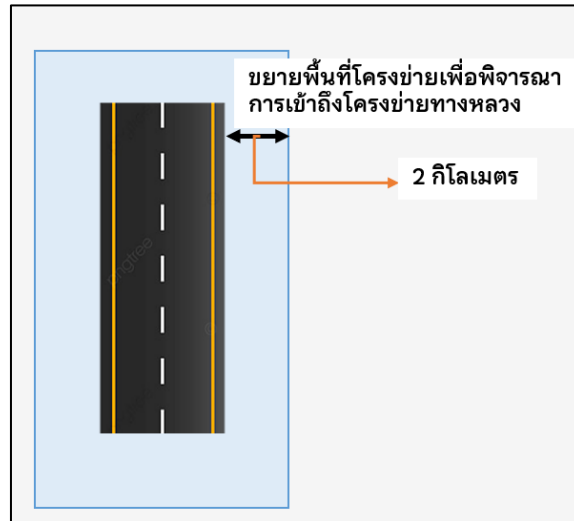 ขยายพื้นที่โครงข่ายเพื่อพิจารณา
การเข้าถึงโครงข่ายทางหลวง
2 กิโลเมตร
pngtree